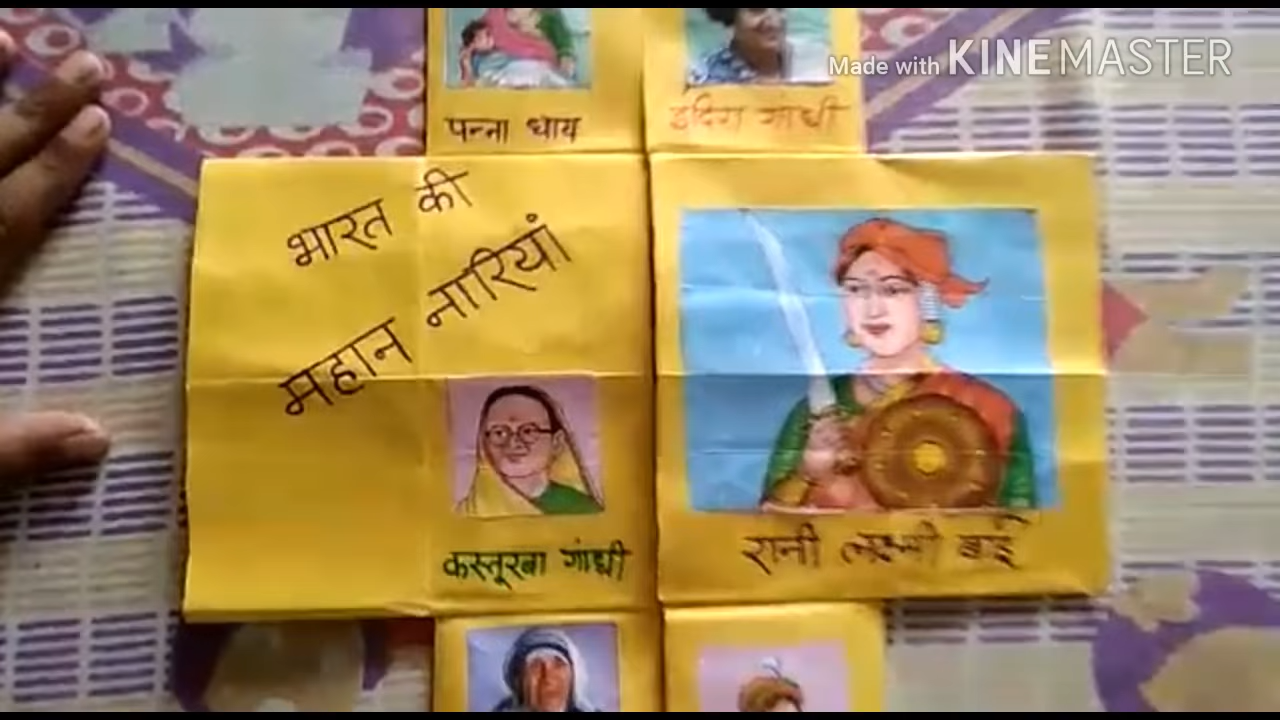 Made with KINEMASTER
पन्ना धाय
इंदिरा गांधी
भारत की
महान नारियां
कस्तूरबा गांधी
रानी लक्ष्मी बाई